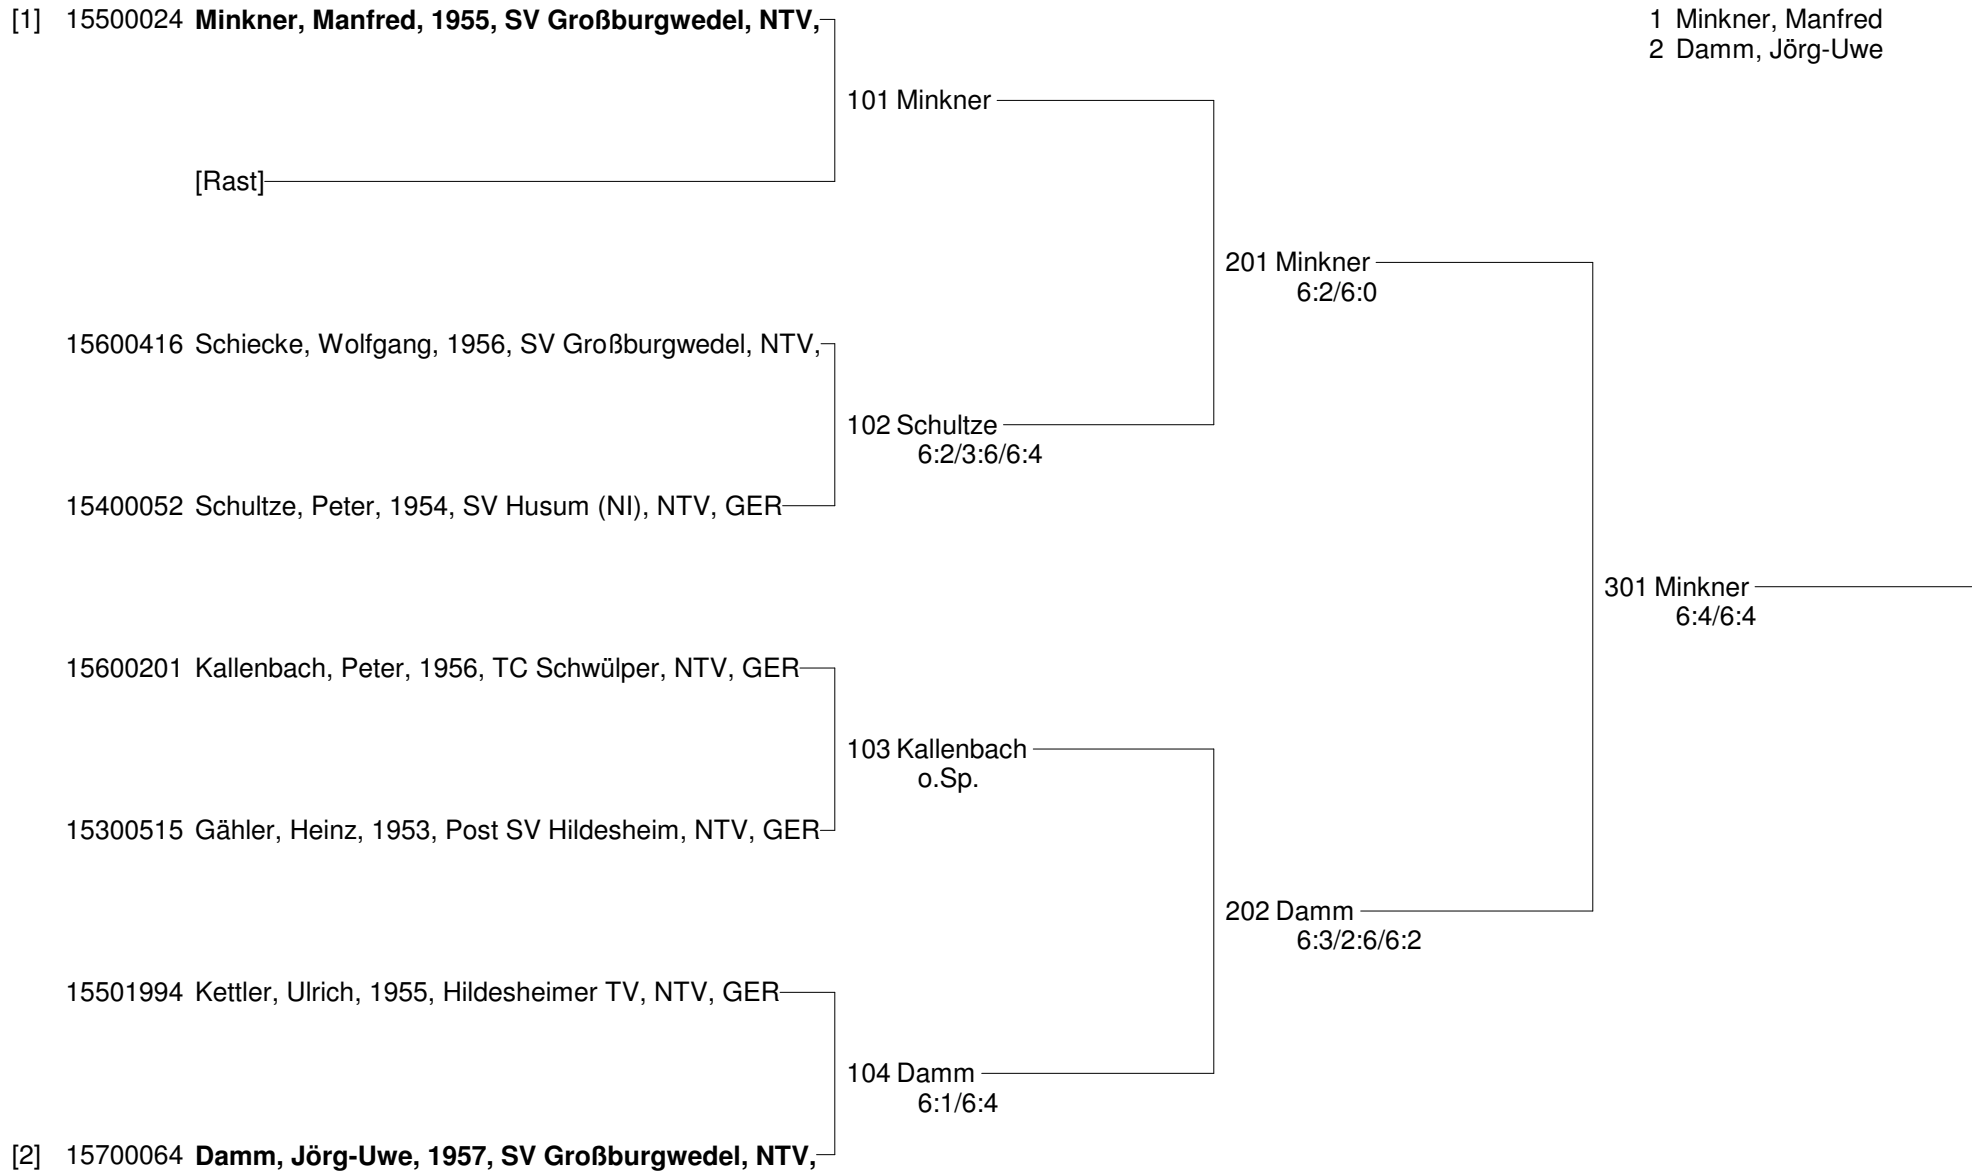 [1] 15500024 Minkner, Manfred, 1955, SV Großburgwedel, NTV,
1 Minkner, Manfred
2 Damm, Jörg-Uwe
101 Minkner
[Rast]
201 Minkner
6:2/6:0
15600416 Schiecke, Wolfgang, 1956, SV Großburgwedel, NTV,
102 Schultze
6:2/3:6/6:4
15400052 Schultze, Peter, 1954, SV Husum (NI), NTV, GER
301 Minkner
6:4/6:4
15600201 Kallenbach, Peter, 1956, TC Schwülper, NTV, GER
103 Kallenbach
o.Sp.
15300515 Gähler, Heinz, 1953, Post SV Hildesheim, NTV, GER
202 Damm
6:3/2:6/6:2
15501994 Kettler, Ulrich, 1955, Hildesheimer TV, NTV, GER
104 Damm
6:1/6:4
[2] 15700064 Damm, Jörg-Uwe, 1957, SV Großburgwedel, NTV,